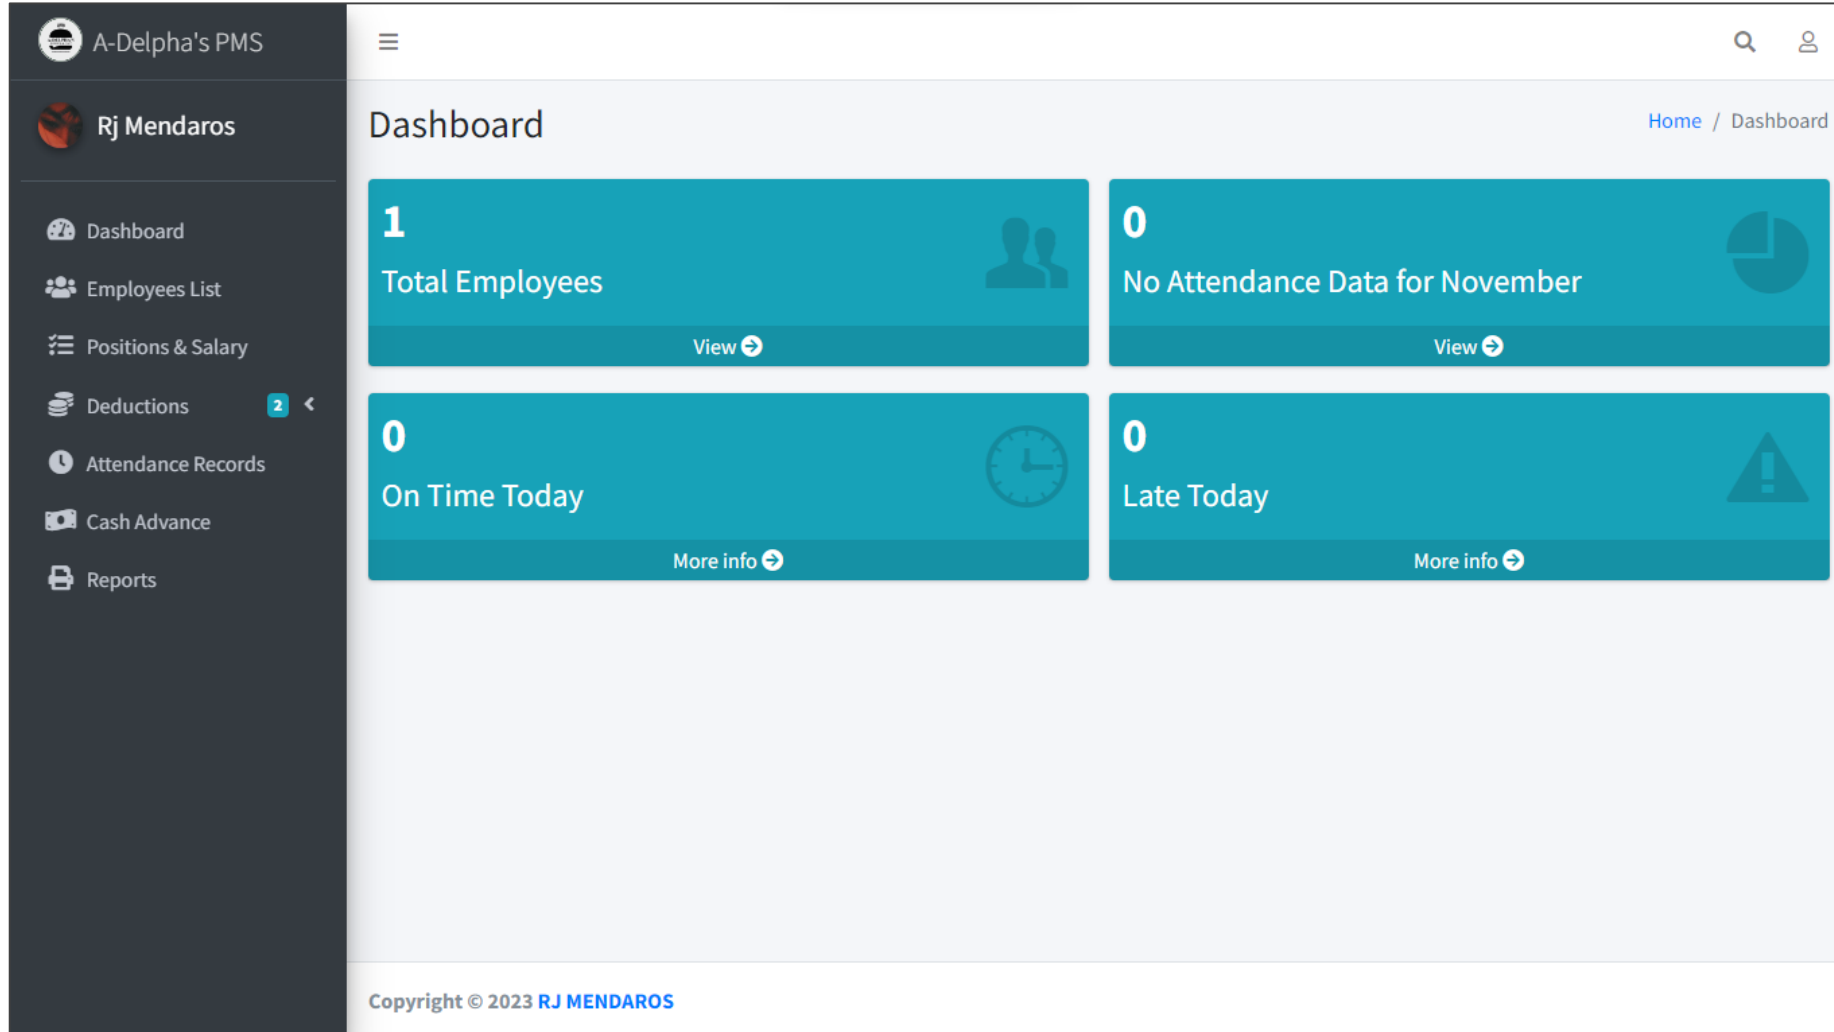 A-Delpha's PMS
Rj Mendaros
Dashboard
Employees List
Positions & Salary
Deductions 2
Attendance Records
Cash Advance
Reports
Dashboard
Home / Dashboard
1
Total Employees
View
0
No Attendance Data for November
View
0
On Time Today
More info
0
Late Today
More info
Copyright © 2023 RJ MENDAROS